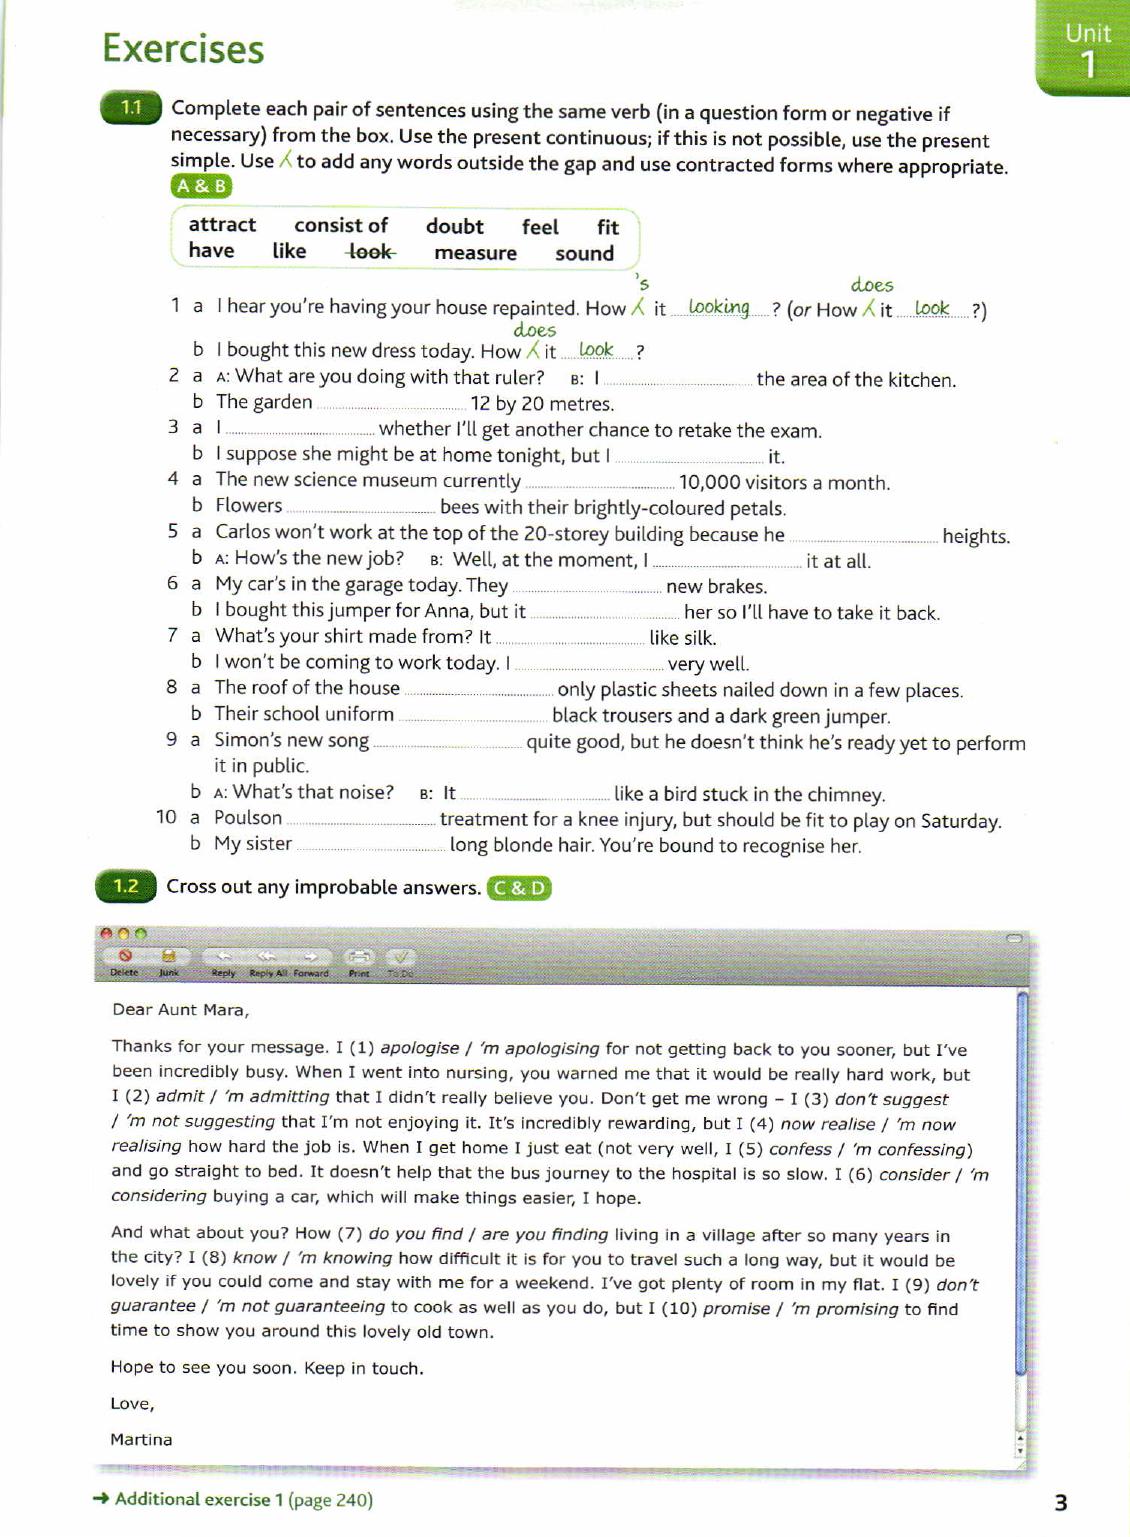 Exercises
Unit
1
1.1 Complete each pair of sentences using the same verb (in a question form or negative if
necessary) from the box. Use the present continuous; if this is not possible, use the present
simple. Use ⁁ to add any words outside the gap and use contracted forms where appropriate.
A & B
attract consist of doubt feel fit
have like look measure sound
's does
1 a I hear you're having your house repainted. How ⁁ it looking ? (or How ⁁ it look ?)
does
b I bought this new dress today. How ⁁ it look ?
2 a A: What are you doing with that ruler? B: I .................... the area of the kitchen.
b The garden .................... 12 by 20 metres.
3 a I .................... whether I'll get another chance to retake the exam.
b I suppose she might be at home tonight, but I .................... it.
4 a The new science museum currently .................... 10,000 visitors a month.
b Flowers .................... bees with their brightly-coloured petals.
5 a Carlos won't work at the top of the 20-storey building because he .................... heights.
b A: How's the new job? B: Well, at the moment, I .................... it at all.
6 a My car's in the garage today. They .................... new brakes.
b I bought this jumper for Anna, but it .................... her so I'll have to take it back.
7 a What's your shirt made from? It .................... like silk.
b I won't be coming to work today. I .................... very well.
8 a The roof of the house .................... only plastic sheets nailed down in a few places.
b Their school uniform .................... black trousers and a dark green jumper.
9 a Simon's new song .................... quite good, but he doesn't think he's ready yet to perform
it in public.
b A: What's that noise? B: It .................... like a bird stuck in the chimney.
10 a Poulson .................... treatment for a knee injury, but should be fit to play on Saturday.
b My sister .................... long blonde hair. You're bound to recognise her.
1.2 Cross out any improbable answers. C & D
Delete Junk Reply Reply All Forward Print To Do
Dear Aunt Mara,
Thanks for your message. I (1) apologise / 'm apologising for not getting back to you sooner, but I've
been incredibly busy. When I went into nursing, you warned me that it would be really hard work, but
I (2) admit / 'm admitting that I didn't really believe you. Don't get me wrong – I (3) don't suggest
/ 'm not suggesting that I'm not enjoying it. It's incredibly rewarding, but I (4) now realise / 'm now
realising how hard the job is. When I get home I just eat (not very well, I (5) confess / 'm confessing)
and go straight to bed. It doesn't help that the bus journey to the hospital is so slow. I (6) consider / 'm
considering buying a car, which will make things easier, I hope.
And what about you? How (7) do you find / are you finding living in a village after so many years in
the city? I (8) know / 'm knowing how difficult it is for you to travel such a long way, but it would be
lovely if you could come and stay with me for a weekend. I've got plenty of room in my flat. I (9) don't
guarantee / 'm not guaranteeing to cook as well as you do, but I (10) promise / 'm promising to find
time to show you around this lovely old town.
Hope to see you soon. Keep in touch.
Love,
Martina
➜ Additional exercise 1 (page 240)
3